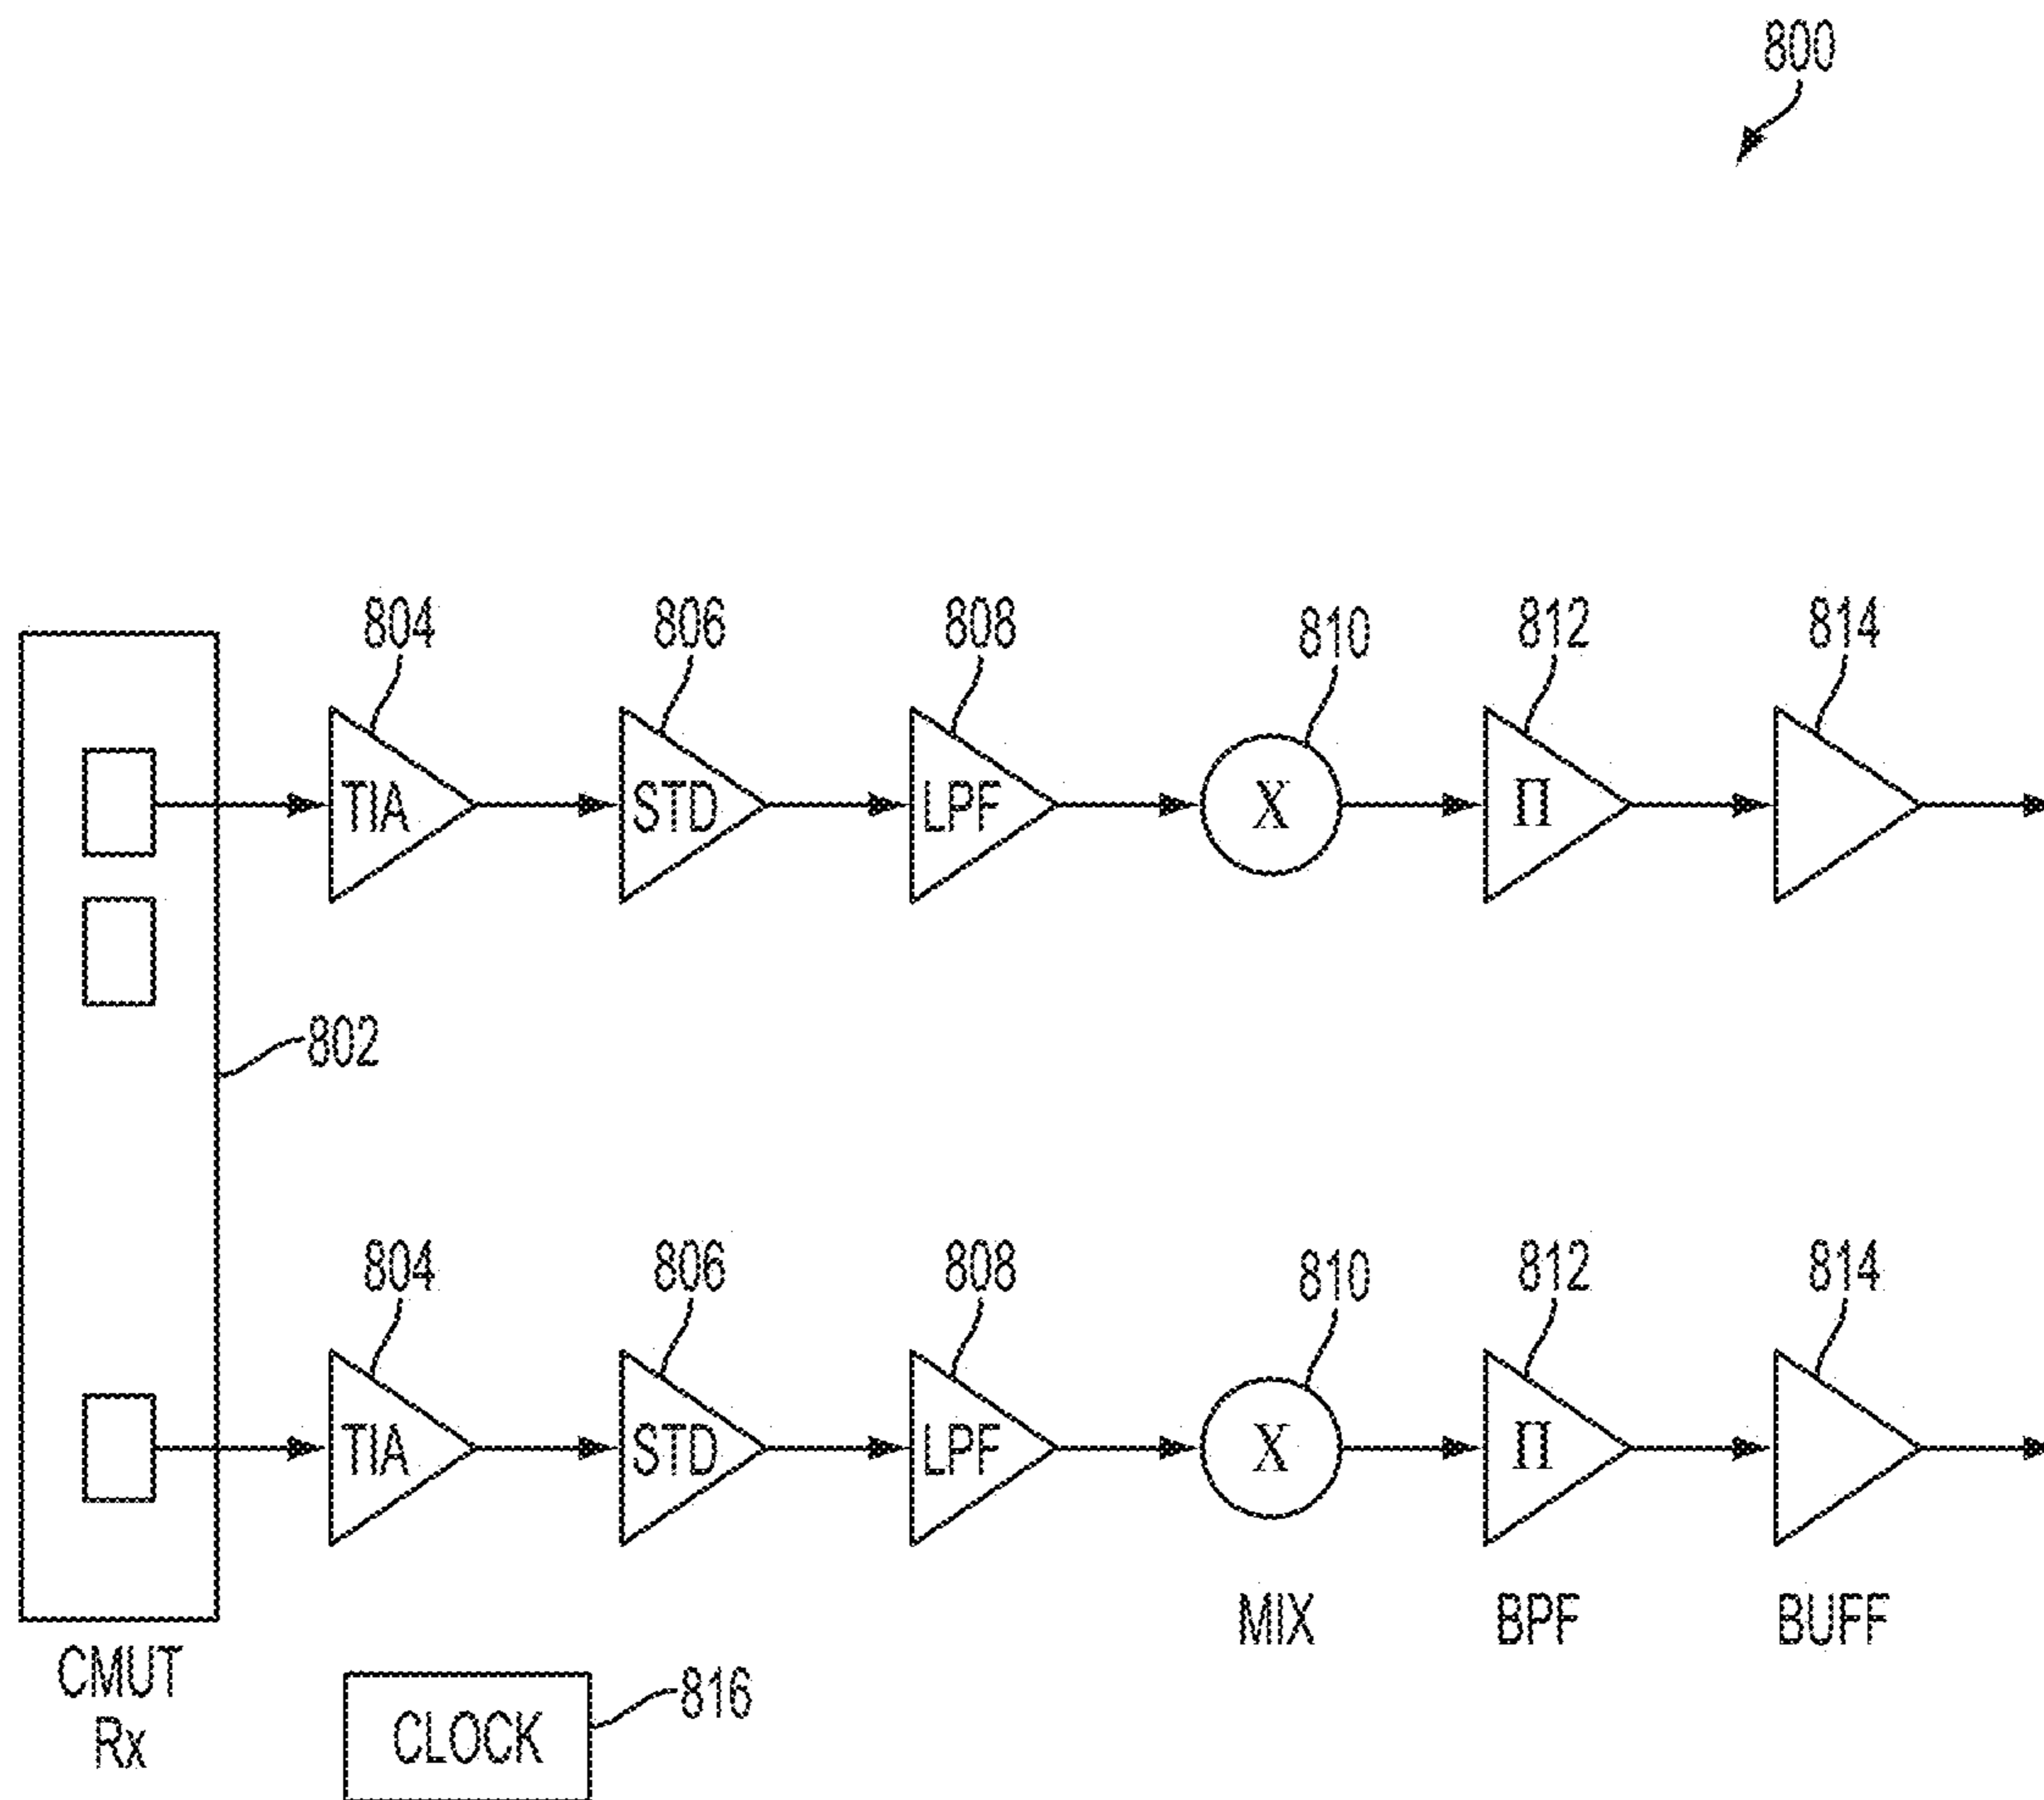 800
804 806 808 810 812 814
TIA STD LPF X Π
802
804 806 808 810 812 814
TIA STD LPF X Π
MIX BPF BUFF
CMUT
Rx
816
CLOCK